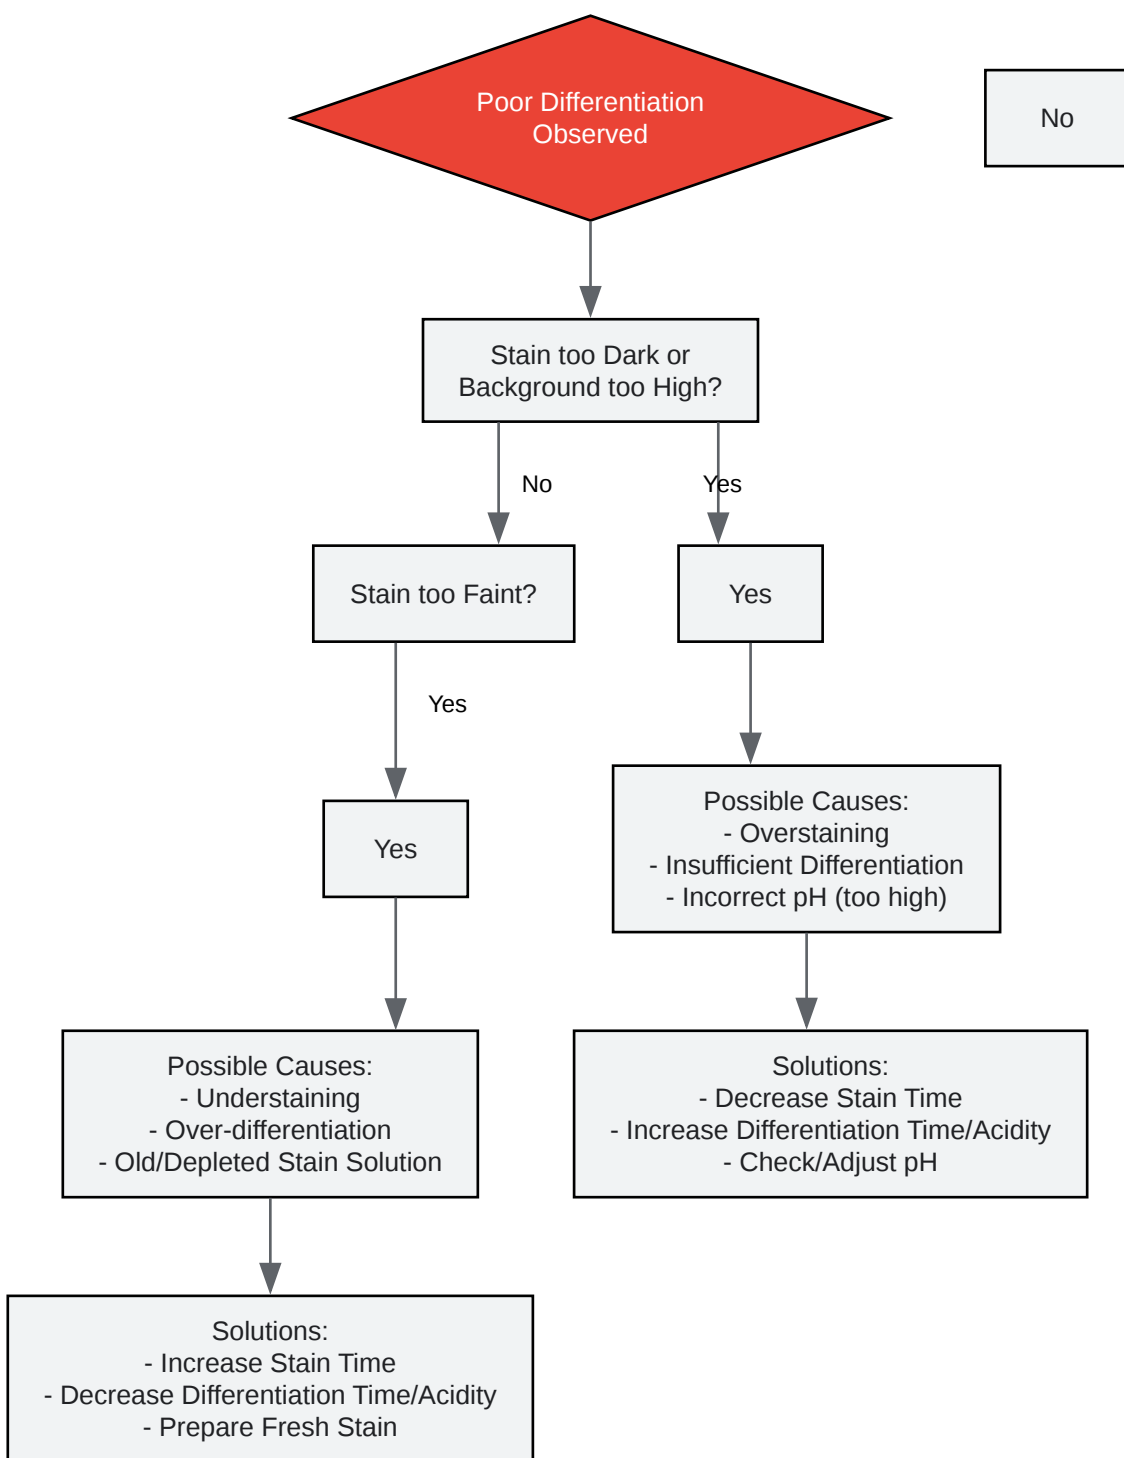 Poor Differentiation
Observed
No
Stain too Dark or
Background too High?
No
Yes
Stain too Faint?
Yes
Yes
Yes
Possible Causes:
- Overstaining
- Insufficient Differentiation
- Incorrect pH (too high)
Possible Causes:
- Understaining
- Over-differentiation
- Old/Depleted Stain Solution
Solutions:
- Decrease Stain Time
- Increase Differentiation Time/Acidity
- Check/Adjust pH
Solutions:
- Increase Stain Time
- Decrease Differentiation Time/Acidity
- Prepare Fresh Stain